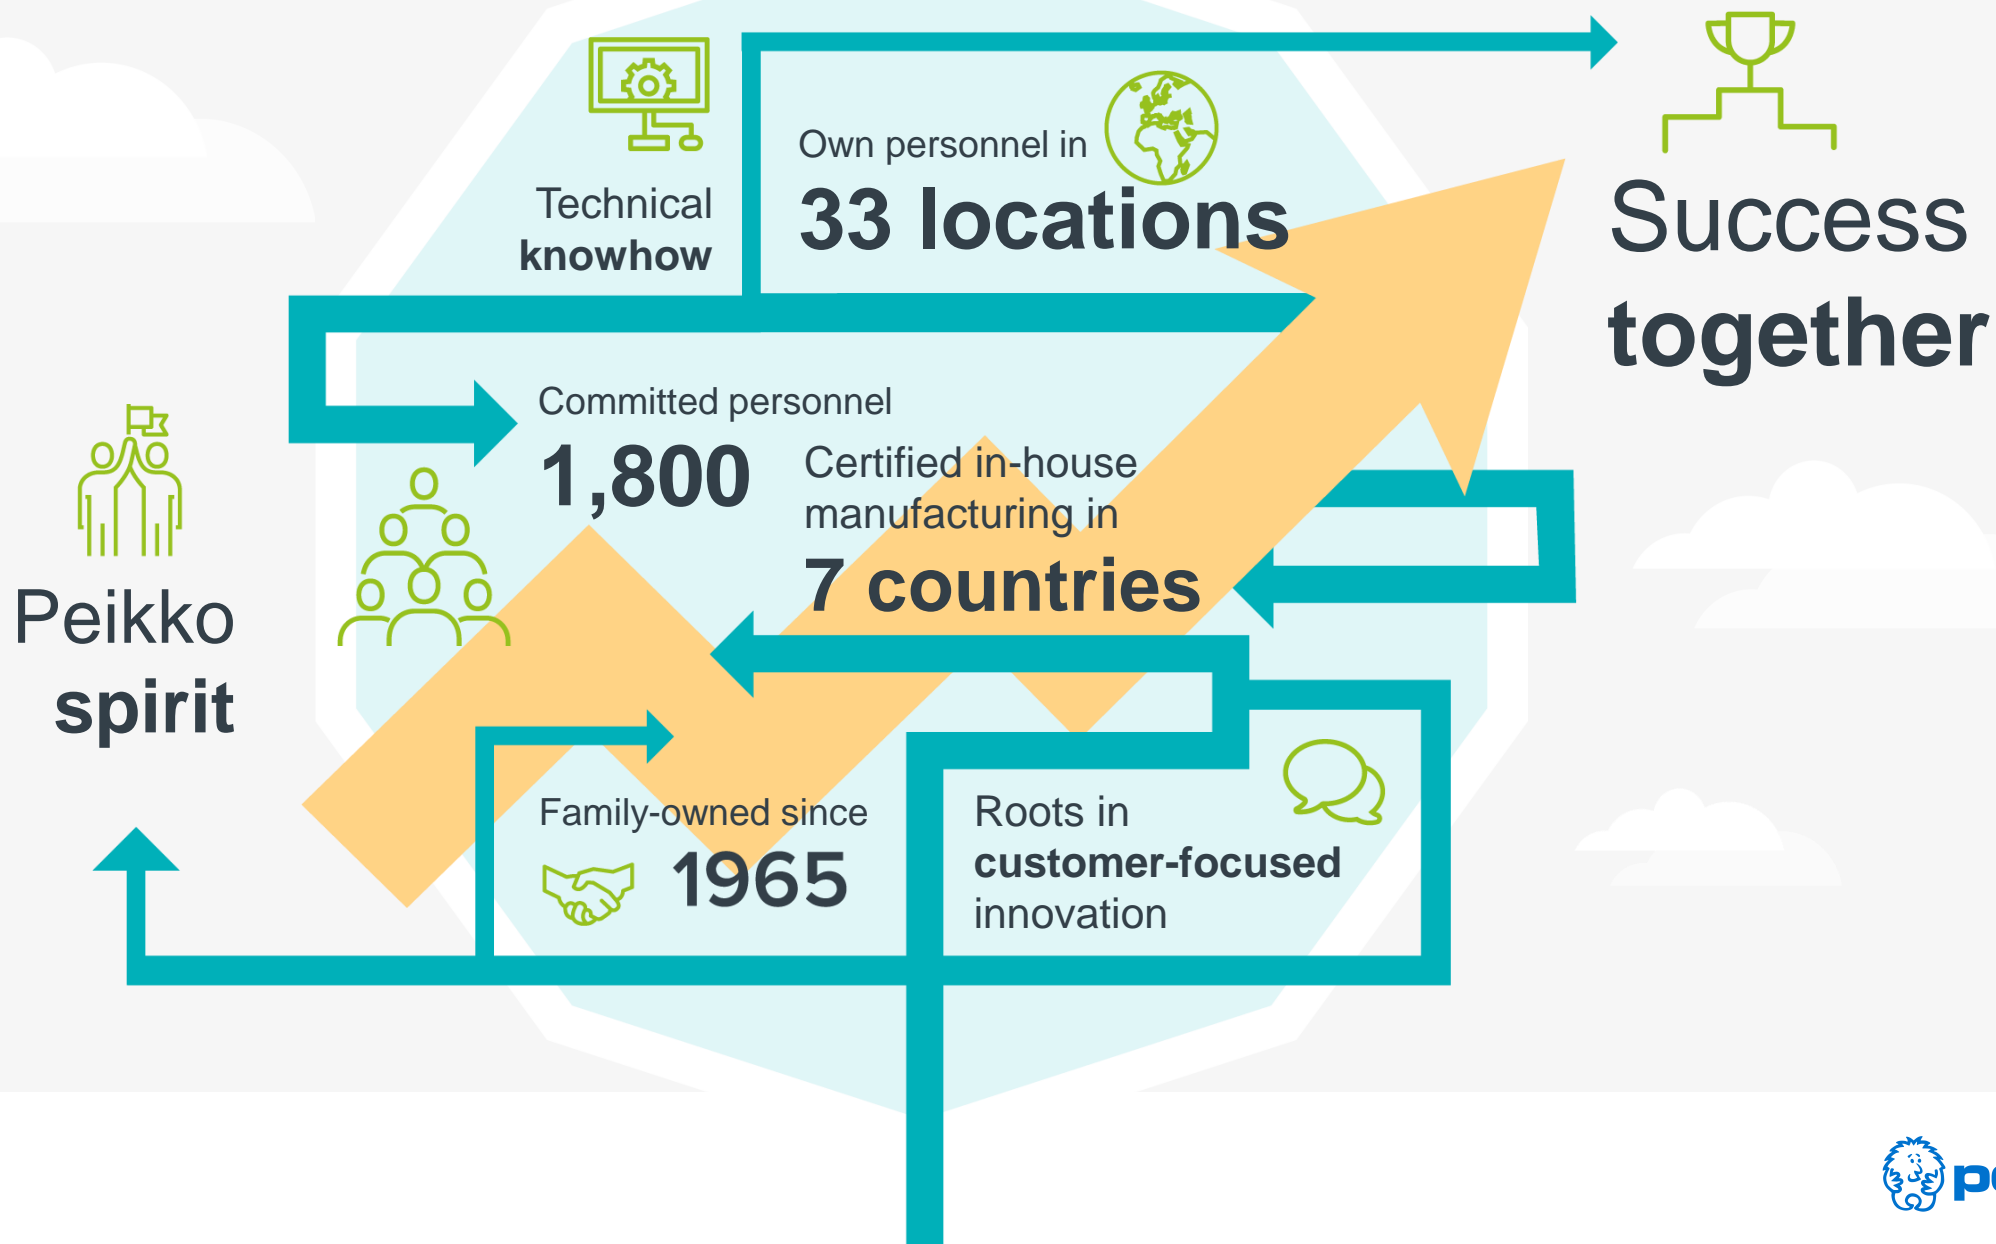 Technical
knowhow
Own personnel in
33 locations
Success
together
Committed personnel
1,800
Certified in-house
manufacturing in
7 countries
Peikko
spirit
Family-owned since
1965
Roots in
customer-focused
innovation